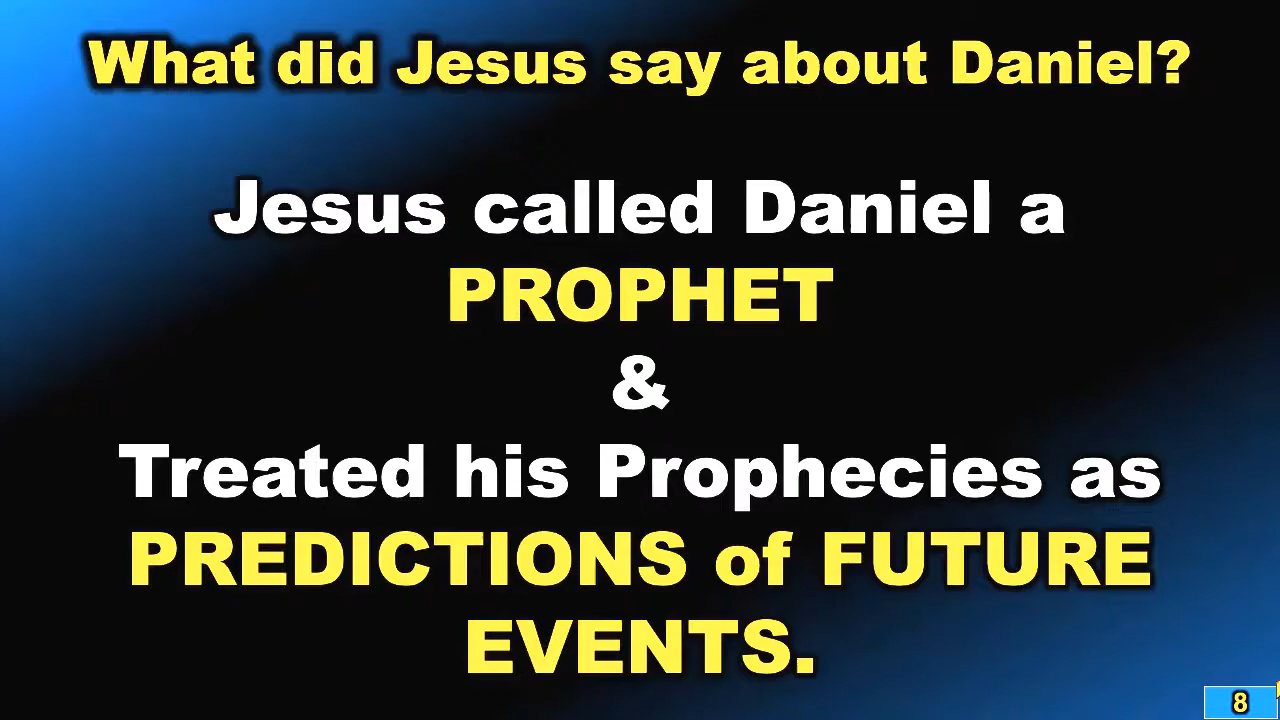 What did Jesus say about Daniel?
Jesus called Daniel a
PROPHET
&
Treated his Prophecies as
PREDICTIONS of FUTURE
EVENTS.
8